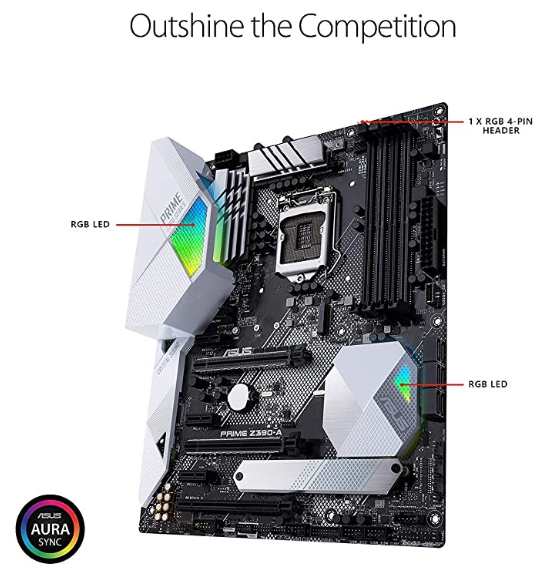 Outshine the Competition
1 X RGB 4-PIN
HEADER
PRIME
RGB LED
ASUS
RGB LED
PRIME Z390-A
ASUS
AURA
SYNC